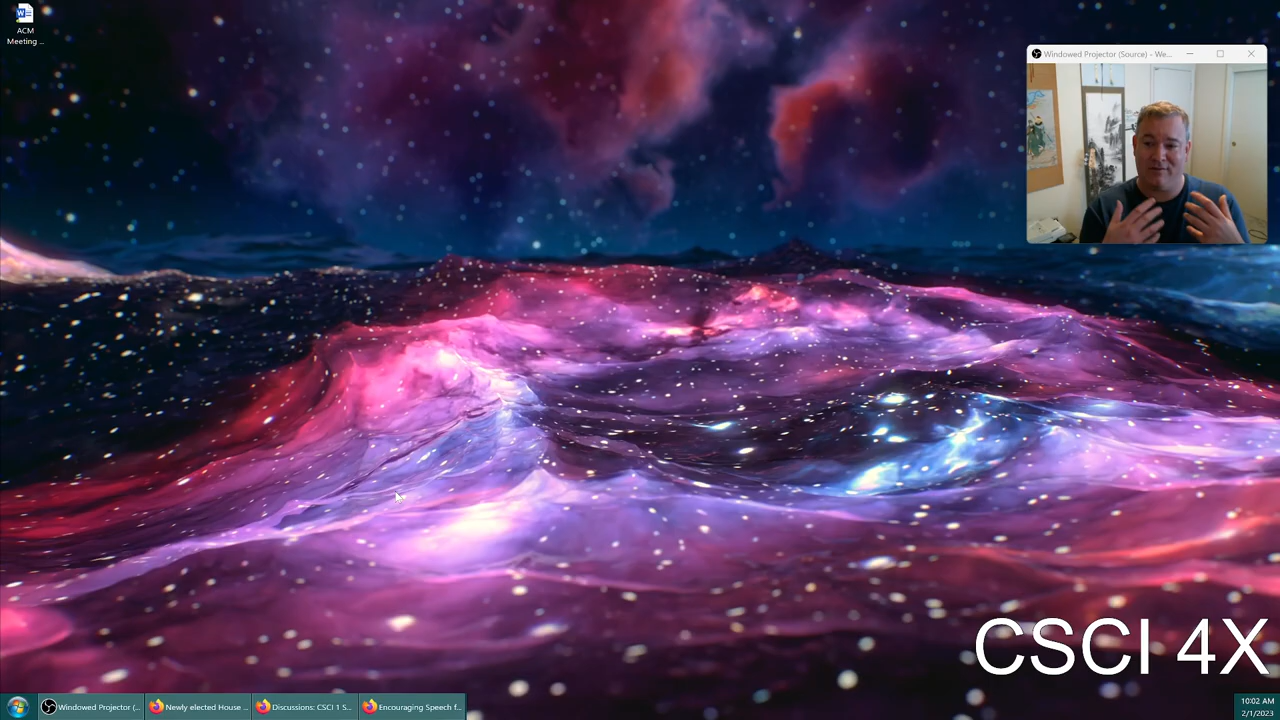 ACM
Meeting ...
Windowed Projector (Source) - We...
CSCI 4X
Windowed Projector (...
Newly elected House ...
Discussions: CSCI 1 S...
Encouraging Speech f...
10:02 AM
2/1/2023